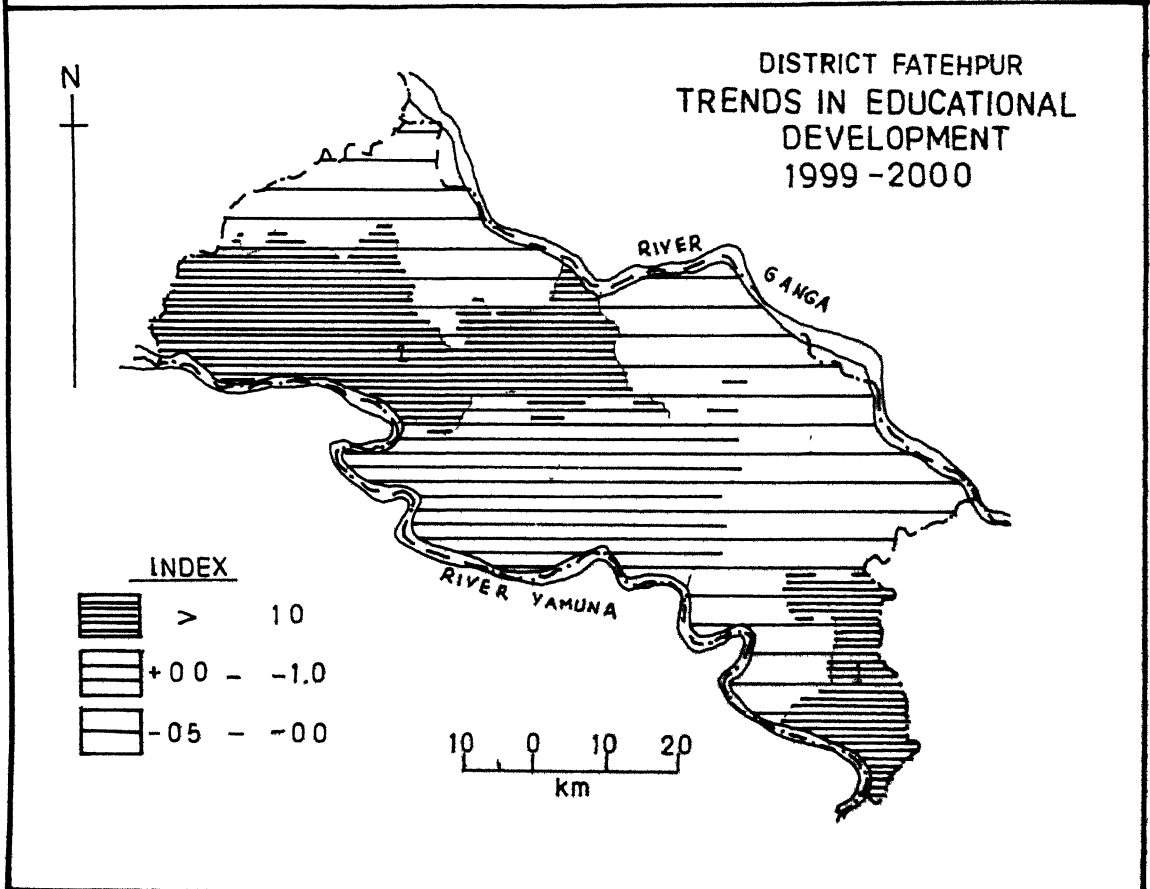 N
DISTRICT FATEHPUR
TRENDS IN EDUCATIONAL
DEVELOPMENT
1999-2000
RIVER GANGA
RIVER YAMUNA
INDEX
> 10
+00 - -1.0
-05 - -00
10 0 10 20
km